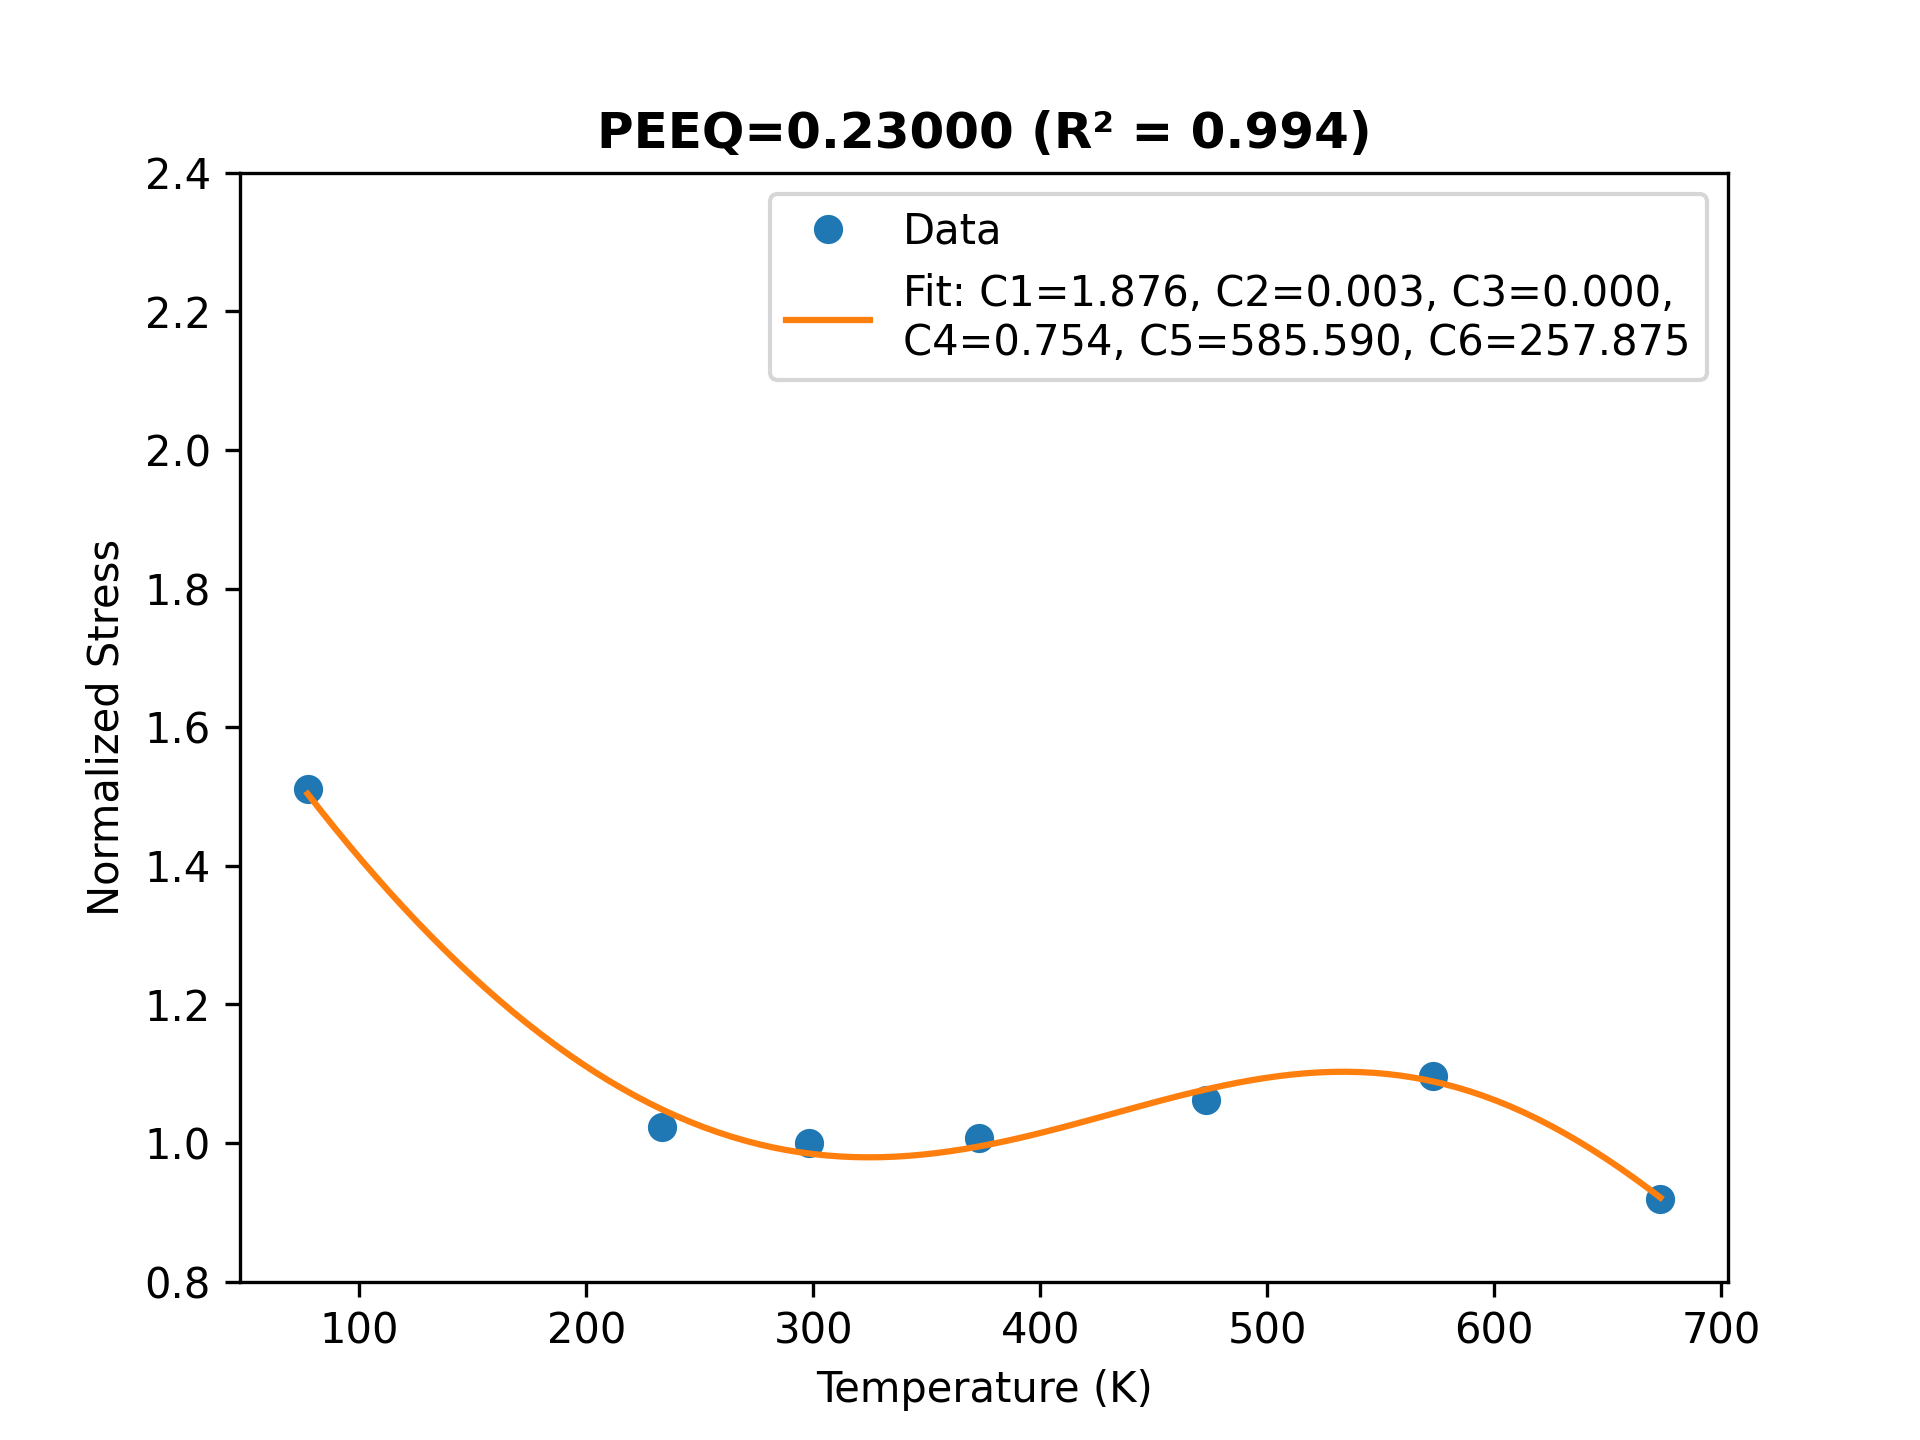 PEEQ=0.23000 (R² = 0.994)
2.4
2.2
2.0
1.8
1.6
1.4
1.2
1.0
0.8
Normalized Stress
Data
Fit: C1=1.876, C2=0.003, C3=0.000,
C4=0.754, C5=585.590, C6=257.875
100 200 300 400 500 600 700
Temperature (K)